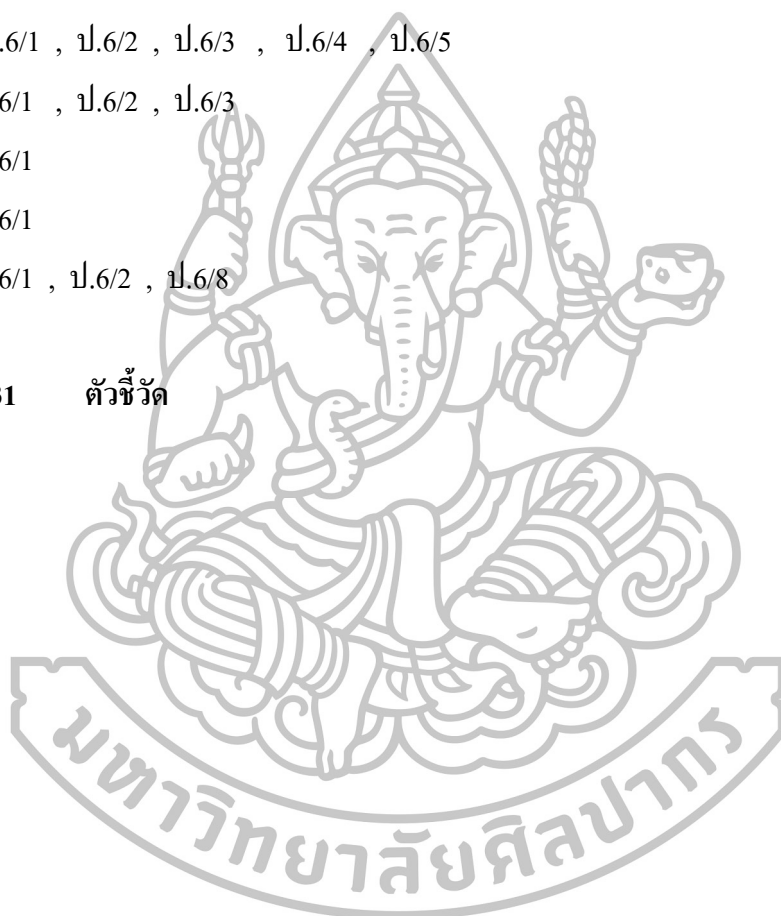 .6/1 , ป.6/2 , ป.6/3 , ป.6/4 , ป.6/5
6/1 , ป.6/2 , ป.6/3
6/1
6/1
6/1 , ป.6/2 , ป.6/8
31 ตัวชี้วัด
มหาวิทยาลัยศิลปากร